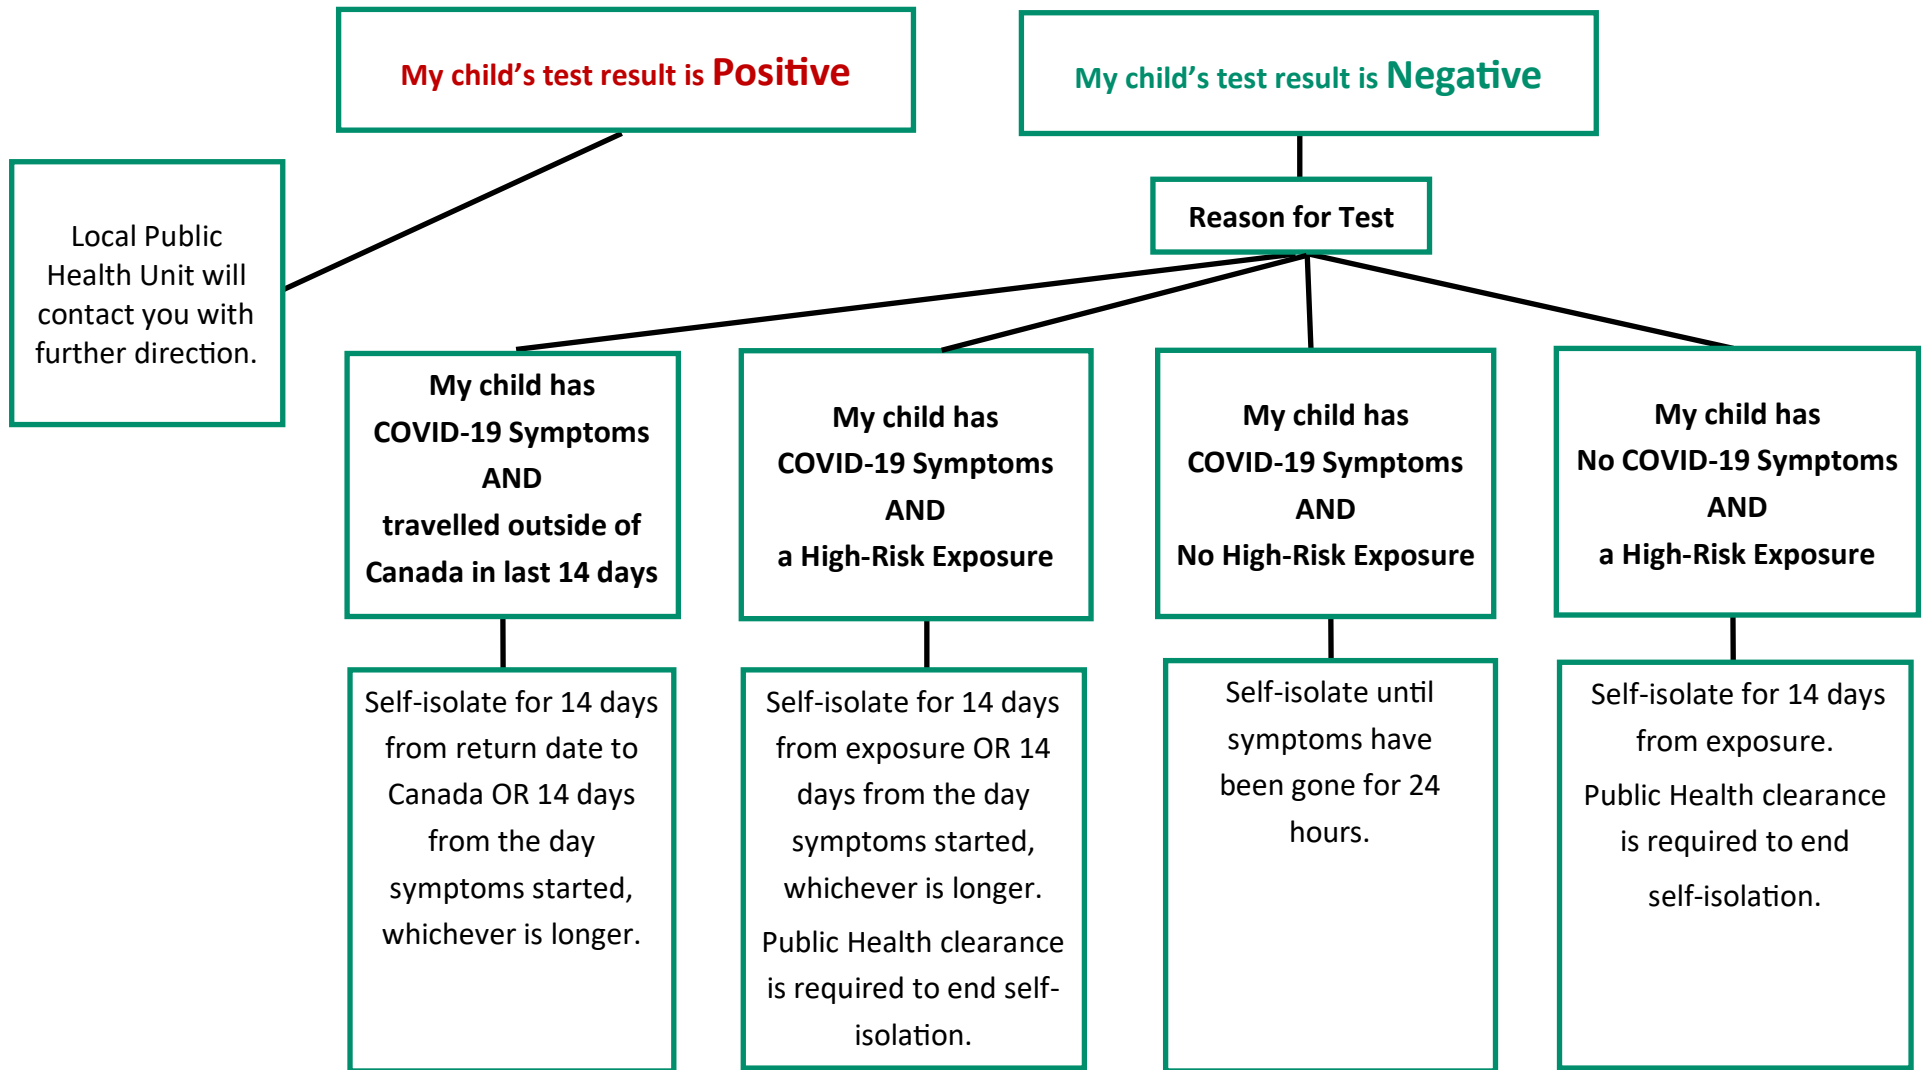 My child’s test result is Positive
My child’s test result is Negative
Local Public
Health Unit will
contact you with
further direction.
Reason for Test
My child has
COVID-19 Symptoms
AND
travelled outside of
Canada in last 14 days
My child has
COVID-19 Symptoms
AND
a High-Risk Exposure
My child has
COVID-19 Symptoms
AND
No High-Risk Exposure
My child has
No COVID-19 Symptoms
AND
a High-Risk Exposure
Self-isolate for 14 days
from return date to
Canada OR 14 days
from the day
symptoms started,
whichever is longer.
Self-isolate for 14 days
from exposure OR 14
days from the day
symptoms started,
whichever is longer.
Public Health clearance
is required to end self-
isolation.
Self-isolate until
symptoms have
been gone for 24
hours.
Self-isolate for 14 days
from exposure.
Public Health clearance
is required to end
self-isolation.